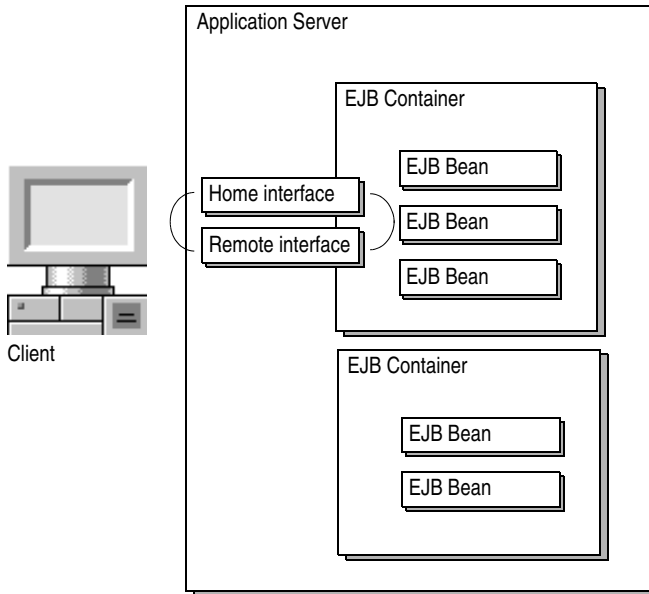 Application Server
EJB Container
EJB Bean
Home interface
EJB Bean
Remote interface
EJB Bean
Client
EJB Container
EJB Bean
EJB Bean